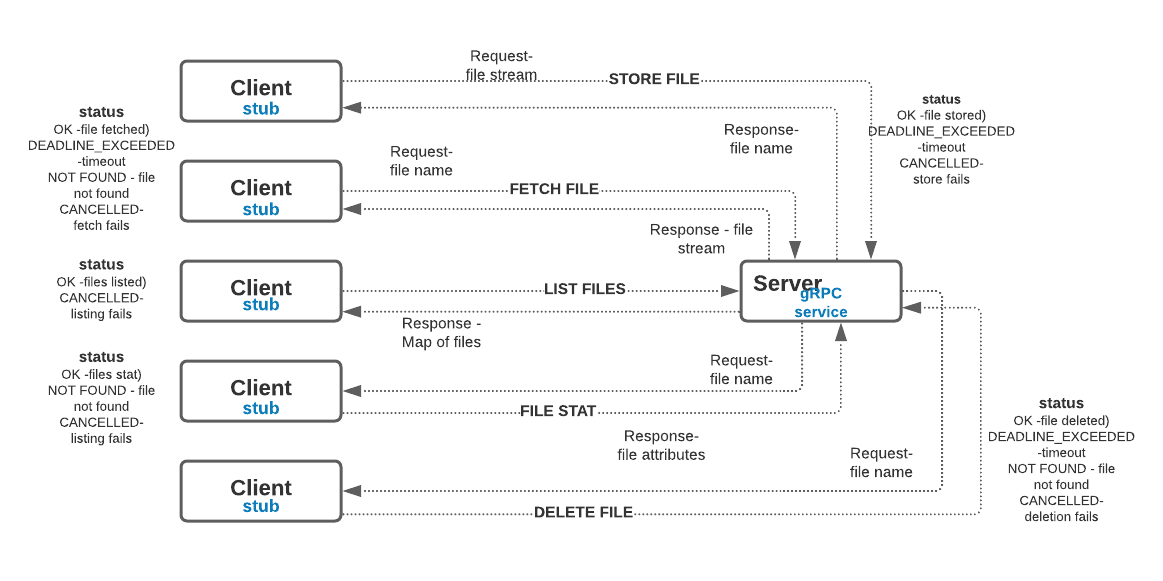 Request-
file stream
STORE FILE
Client
stub
status
OK -file fetched)
DEADLINE_EXCEEDED
-timeout
NOT FOUND - file
not found
CANCELLED-
fetch fails
status
OK -file stored)
DEADLINE_EXCEEDED
-timeout
CANCELLED-
store fails
Response-
file name
Request-
file name
Client
stub
FETCH FILE
Response - file
stream
status
OK -files listed)
CANCELLED-
listing fails
Client
stub
LIST FILES
Server
gRPC
service
Response -
Map of files
status
OK -files stat)
NOT FOUND - file
not found
CANCELLED-
listing fails
Client
stub
Request-
file name
FILE STAT
Response-
file attributes
status
OK -file deleted)
DEADLINE_EXCEEDED
-timeout
NOT FOUND - file
not found
CANCELLED-
deletion fails
Request-
file name
Client
stub
DELETE FILE